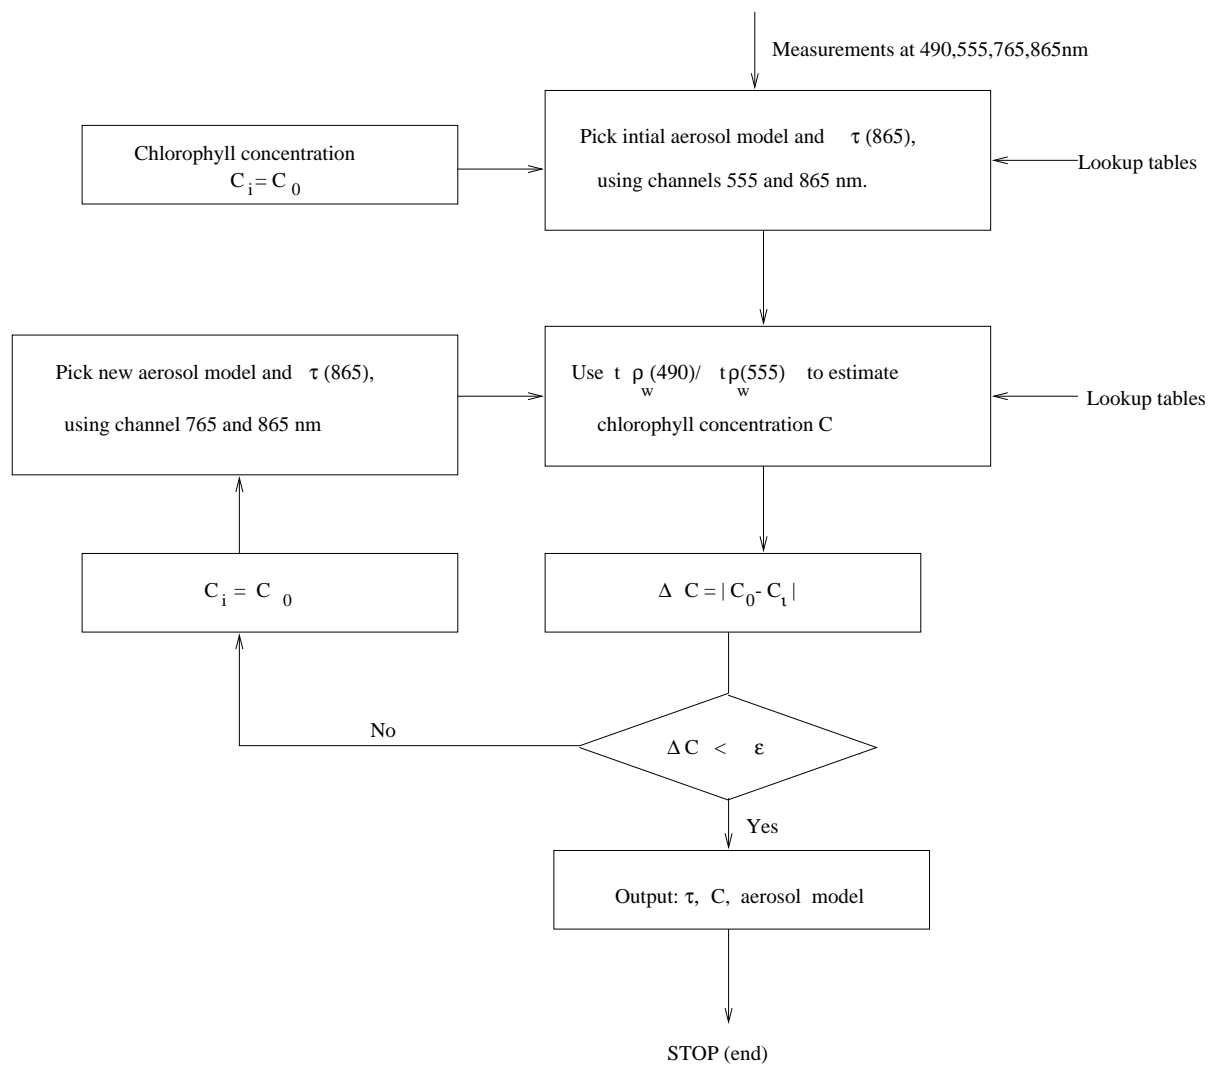 Measurements at 490,555,765,865nm
Chlorophyll concentration
C i = C 0
Pick intial aerosol model and τ (865),
using channels 555 and 865 nm.
Lookup tables
Pick new aerosol model and τ (865),
using channel 765 and 865 nm
Use t ρ w (490)/ t ρ w (555) to estimate
chlorophyll concentration C
Lookup tables
C i = C 0
Δ C = | C 0 - C ι |
No
Δ C < ε
Yes
Output: τ, C, aerosol model
STOP (end)